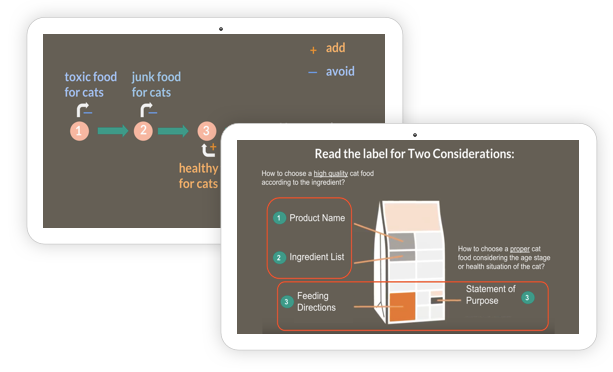 + add
− avoid
toxic food
for cats
junk food
for cats
1
2
3
−
−
+
healthy
for cats
Read the label for Two Considerations:
How to choose a high quality cat food
according to the ingredient?
1 Product Name
2 Ingredient List
How to choose a proper cat
food considering the age stage
or health situation of the cat?
3 Feeding
Directions
Statement of
Purpose 3